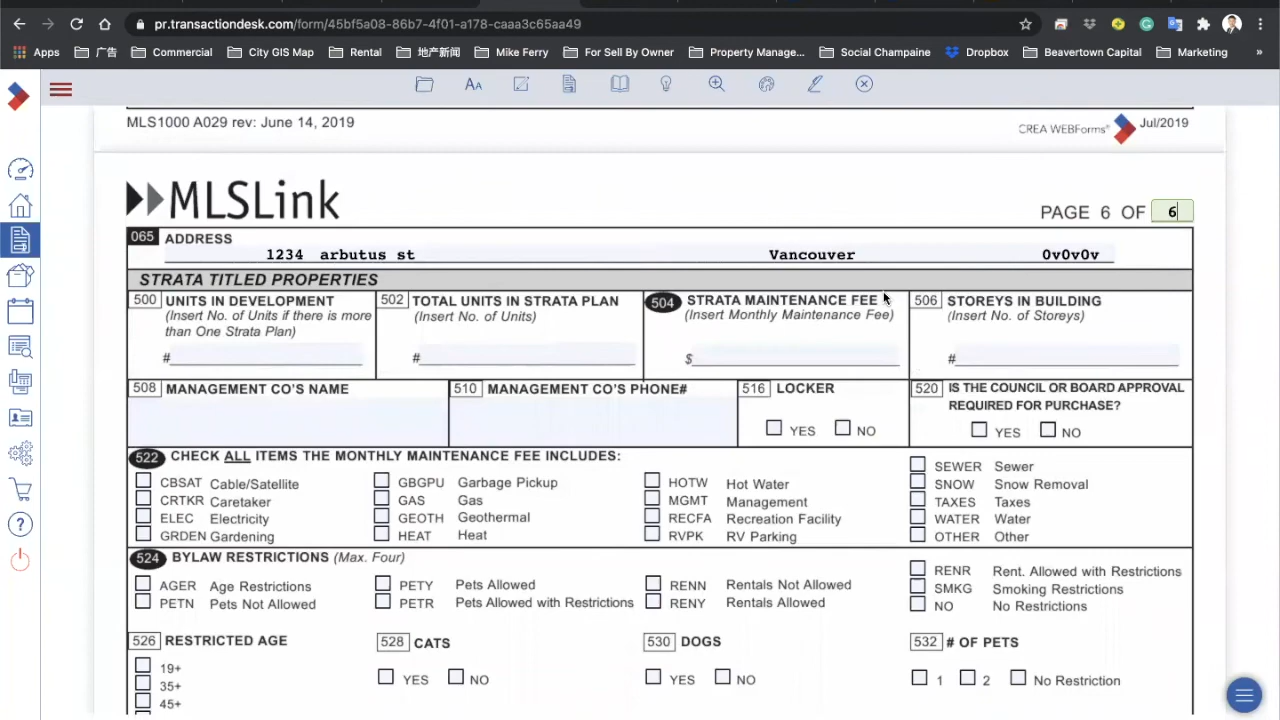 pr.transactiondesk.com/form/45bf5a08-86b7-4f01-a178-caaa3c65aa49
Apps 广告 Commercial City GIS Map Rental 地产新闻 Mike Ferry For Sell By Owner Property Manage... Social Champaine Dropbox Beavertown Capital Marketing »
MLS1000 A029 rev: June 14, 2019 CREA WEBForms® Jul/2019
MLSLink PAGE 6 OF 6
065 ADDRESS
1234 arbutus st Vancouver 0v0v0v
STRATA TITLED PROPERTIES
500 UNITS IN DEVELOPMENT 502 TOTAL UNITS IN STRATA PLAN 504 STRATA MAINTENANCE FEE 506 STOREYS IN BUILDING
(Insert No. of Units if there is more (Insert No. of Units) (Insert Monthly Maintenance Fee) (Insert No. of Storeys)
than One Strata Plan)
# # $ #
508 MANAGEMENT CO'S NAME 510 MANAGEMENT CO'S PHONE# 516 LOCKER 520 IS THE COUNCIL OR BOARD APPROVAL
REQUIRED FOR PURCHASE?
YES NO YES NO
522 CHECK ALL ITEMS THE MONTHLY MAINTENANCE FEE INCLUDES:
CBSAT Cable/Satellite GBGPU Garbage Pickup HOTW Hot Water SEWER Sewer
CRTKR Caretaker GAS Gas MGMT Management SNOW Snow Removal
ELEC Electricity GEOTH Geothermal RECFA Recreation Facility TAXES Taxes
GRDEN Gardening HEAT Heat RVPK RV Parking WATER Water
OTHER Other
524 BYLAW RESTRICTIONS (Max. Four)
AGER Age Restrictions PETY Pets Allowed RENN Rentals Not Allowed RENR Rent. Allowed with Restrictions
PETN Pets Not Allowed PETR Pets Allowed with Restrictions RENY Rentals Allowed SMKG Smoking Restrictions
NO No Restrictions
526 RESTRICTED AGE 528 CATS 530 DOGS 532 # OF PETS
19+ YES NO YES NO 1 2 No Restriction
35+
45+